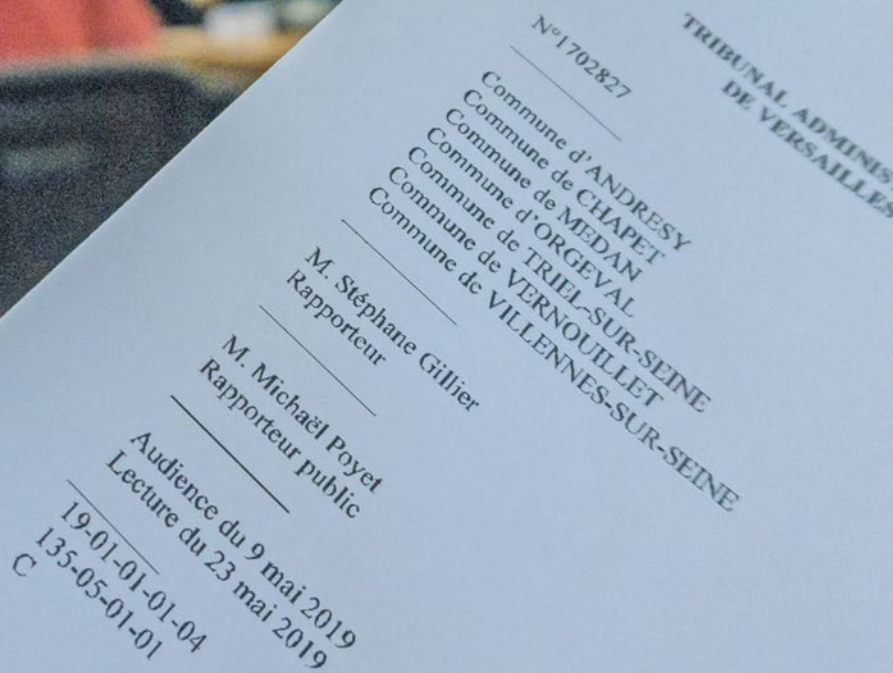 TRIBUNAL ADMINIS
DE VERSAILLES
N°1702827
Commune d'ANDRESY
Commune de CHAPET
Commune de MEDAN
Commune d'ORGEVAL
Commune de TRIEL-SUR-SEINE
Commune de VERNOUILLET
Commune de VILLENNES-SUR-SEINE
M. Stéphane Gillier
Rapporteur
M. Michaël Poyet
Rapporteur public
Audience du 9 mai 2019
Lecture du 23 mai 2019
19-01-01-01-04
135-05-01-01
C